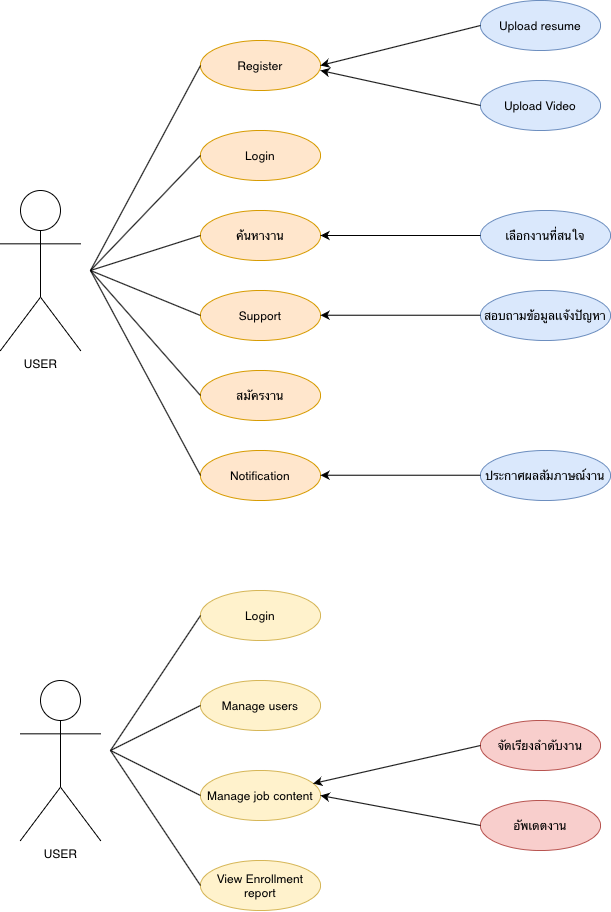 Upload resume
Register
Upload Video
Login
ค้นหางาน
เลือกงานที่สนใจ
Support
สอบถามข้อมูลแจ้งปัญหา
USER
สมัครงาน
Notification
ประกาศผลสัมภาษณ์งาน
Login
Manage users
จัดเรียงลำดับงาน
Manage job content
อัพเดตงาน
USER
View Enrollment
report